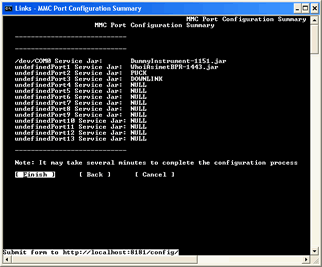 Links - MMC Port Configuration Summary
MMC Port Configuration Summary
MMC Port Configuration Summary
/dev/COM0 Service Jar: DummyInstrument-1151.jar
undefinedPort1 Service Jar: WhoiAsimetBPR-1443.jar
undefinedPort2 Service Jar: PUCK
undefinedPort3 Service Jar: DOWNLINK
undefinedPort4 Service Jar: NULL
undefinedPort5 Service Jar: NULL
undefinedPort6 Service Jar: NULL
undefinedPort7 Service Jar: NULL
undefinedPort8 Service Jar: NULL
undefinedPort9 Service Jar: NULL
undefinedPort10 Service Jar: NULL
undefinedPort11 Service Jar: NULL
undefinedPort12 Service Jar: NULL
undefinedPort13 Service Jar: NULL
Note: It may take several minutes to complete the configuration process
[ Finish ] [ Back ] [ Cancel ]
Submit form to http://localhost:8181/config/